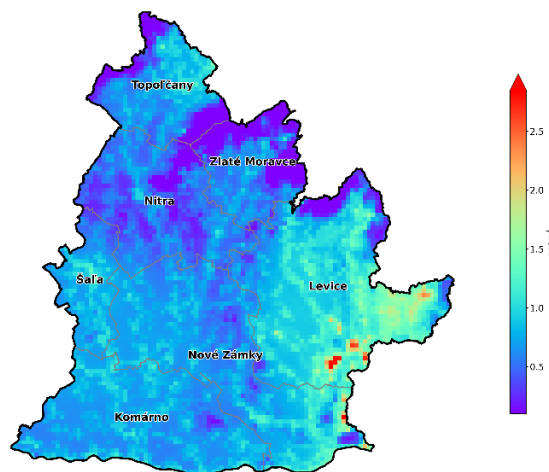 Topoľčany
Zlaté Moravce
Nitra
Šaľa
Levice
Nové Zámky
Komárno
2.5
2.0
1.5
1.0
0.5